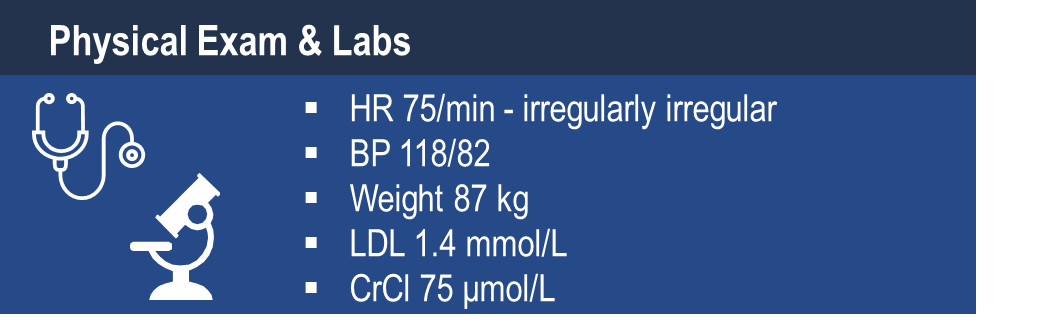 Physical Exam & Labs
▪ HR 75/min - irregularly irregular
▪ BP 118/82
▪ Weight 87 kg
▪ LDL 1.4 mmol/L
▪ CrCl 75 µmol/L